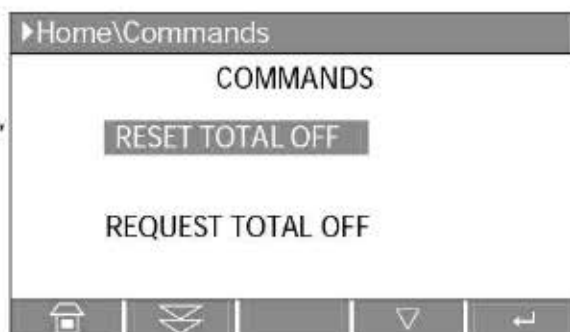 Home\Commands
COMMANDS
RESET TOTAL OFF
REQUEST TOTAL OFF